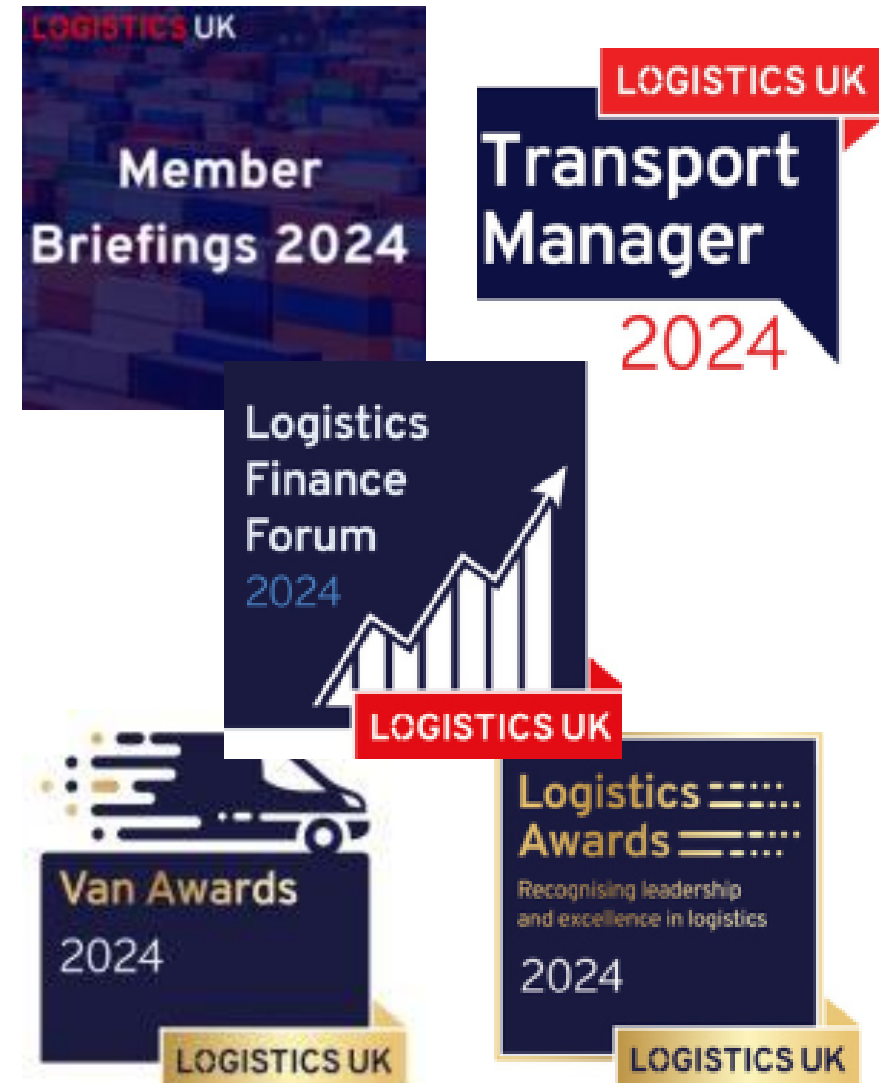 LOGISTICS UK
Member
Briefings 2024
LOGISTICS UK
Transport
Manager
2024
Logistics
Finance
Forum
2024
LOGISTICS UK
Van Awards
2024
LOGISTICS UK
Logistics
Awards
Recognising leadership
and excellence in logistics
2024
LOGISTICS UK